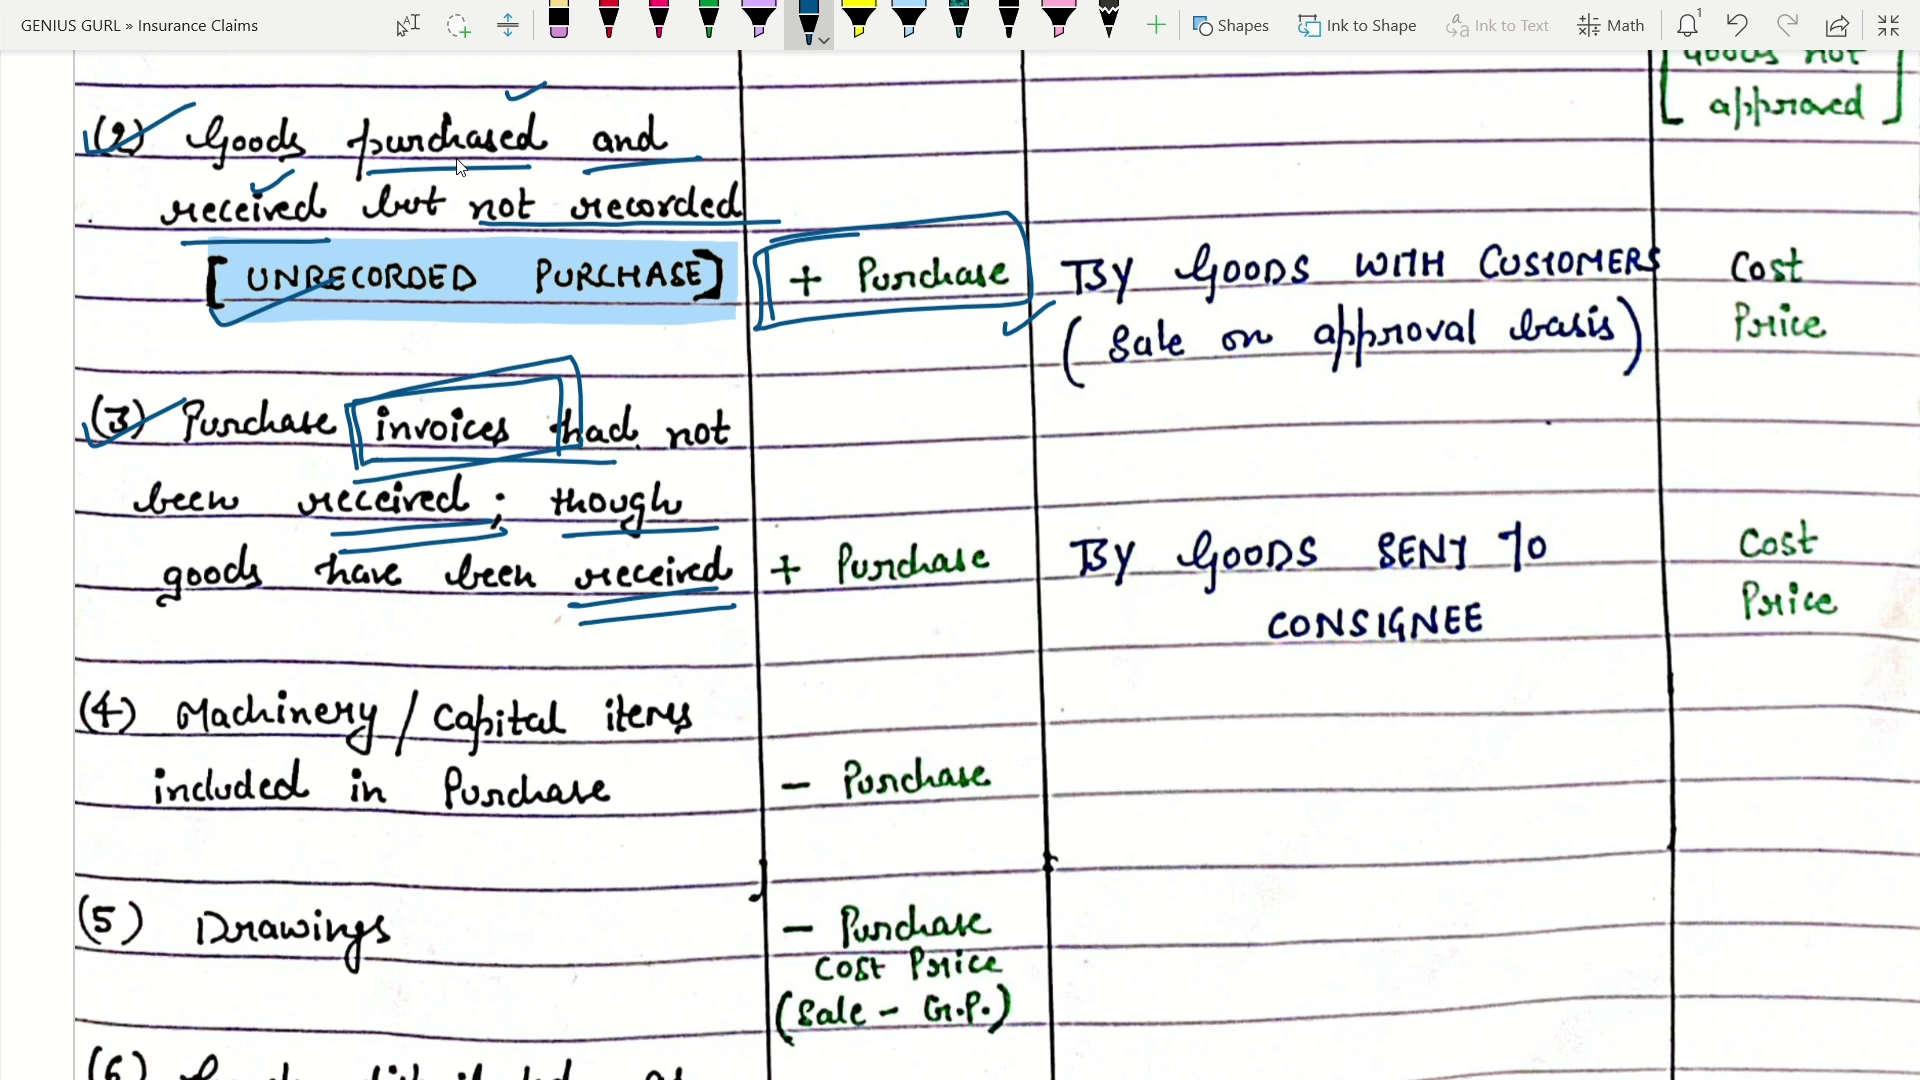 GENIUS GURL » Insurance Claims
Shapes Ink to Shape Ink to Text Math 1
Goods not
approved
(2) Goods purchased and
received but not recorded
[UNRECORDED PURCHASE] + Purchase BY GOODS WITH CUSTOMERS Cost
(Sale on approval basis) Price
(3) Purchase invoices had not
been received; though
goods have been received + Purchase BY GOODS SENT TO Cost
CONSIGNEE Price
(4) Machinery / Capital items
included in Purchase - Purchase
(5) Drawings - Purchase
Cost Price
(Sale - G.P.)
(6)